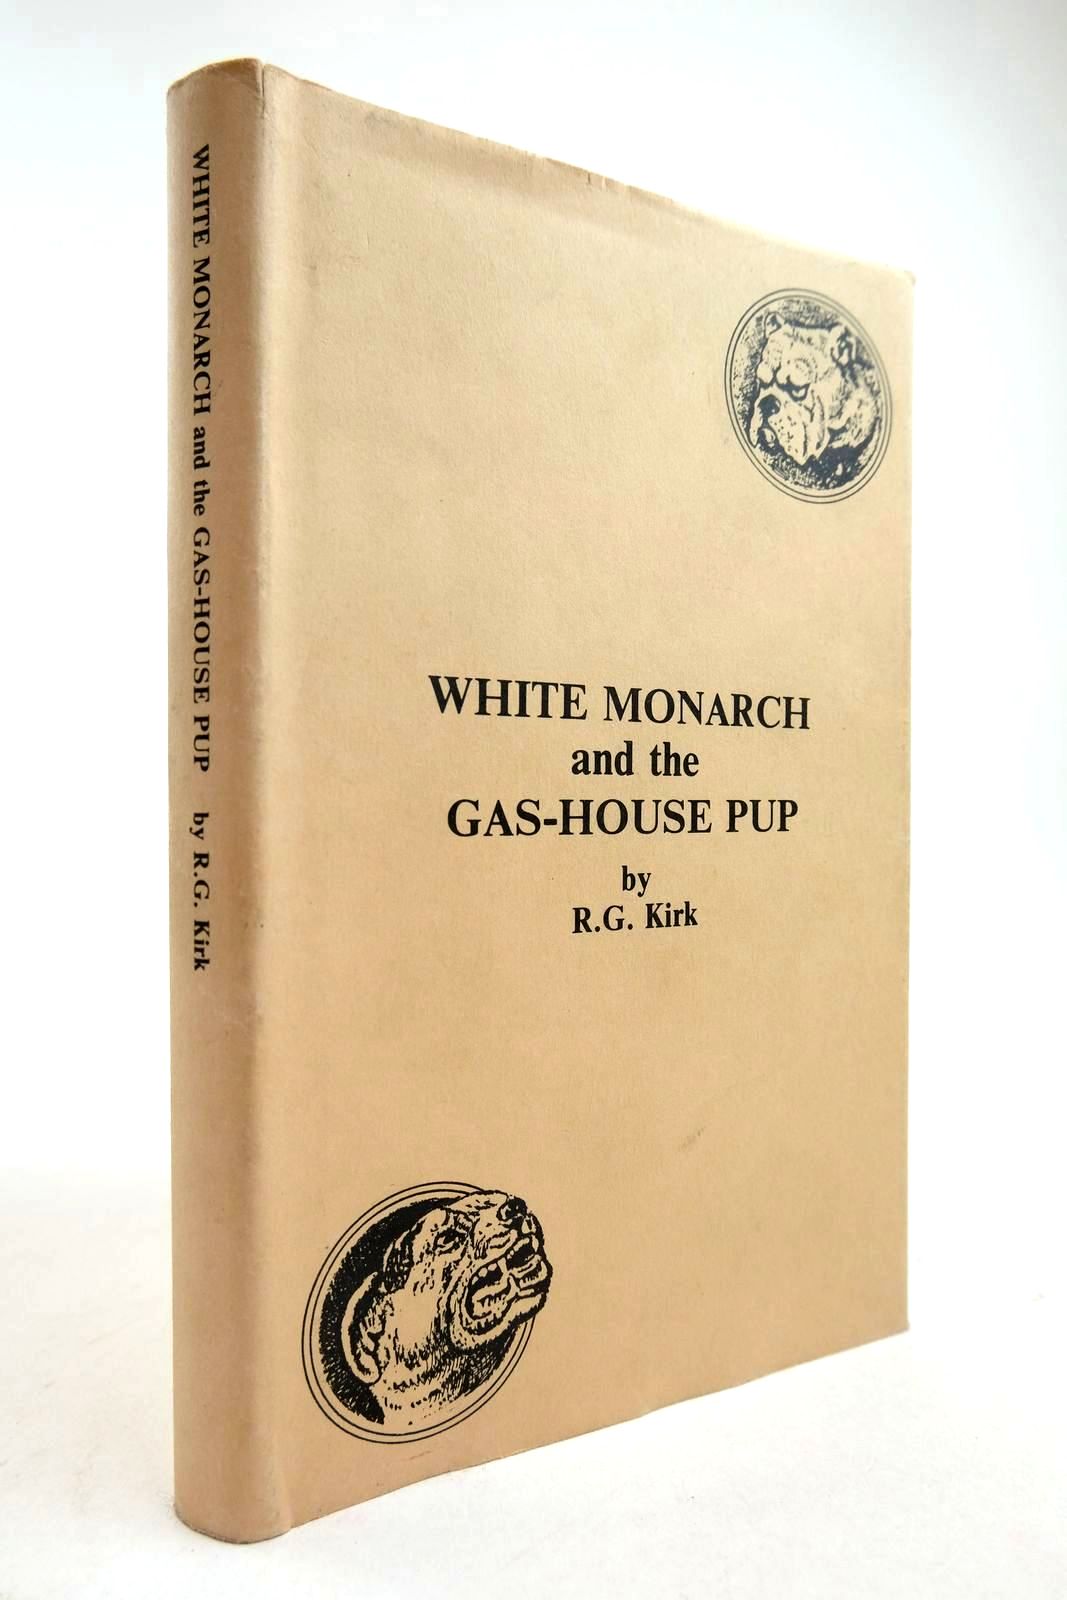 WHITE MONARCH and the GAS-HOUSE PUP by R.G. Kirk
WHITE MONARCH
and the
GAS-HOUSE PUP
by
R.G. Kirk